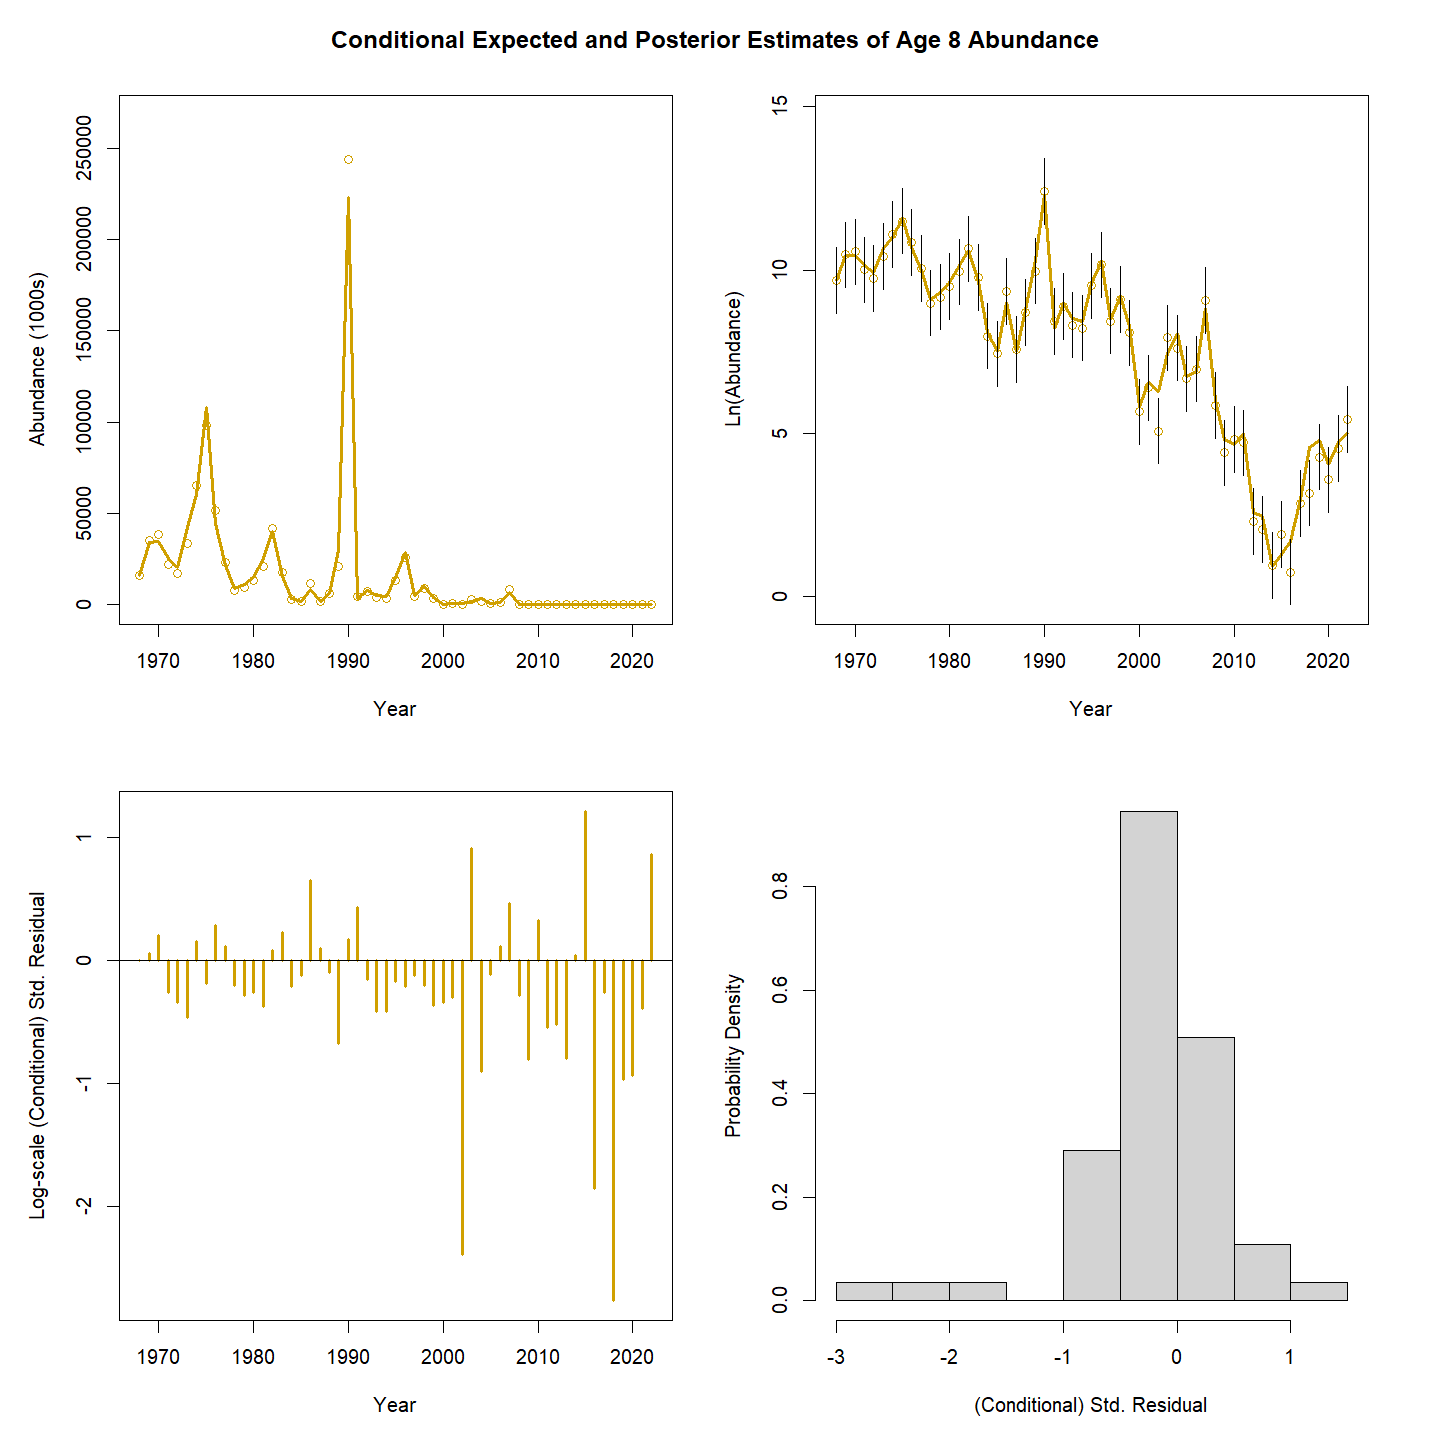 Conditional Expected and Posterior Estimates of Age 8 Abundance
Abundance (1000s)
250000
200000
150000
100000
50000
0
1970 1980 1990 2000 2010 2020
Year
Ln(Abundance)
15
10
5
0
1970 1980 1990 2000 2010 2020
Year
Log-scale (Conditional) Std. Residual
1
0
-1
-2
1970 1980 1990 2000 2010 2020
Year
Probability Density
0.8
0.6
0.4
0.2
0.0
-3 -2 -1 0 1
(Conditional) Std. Residual